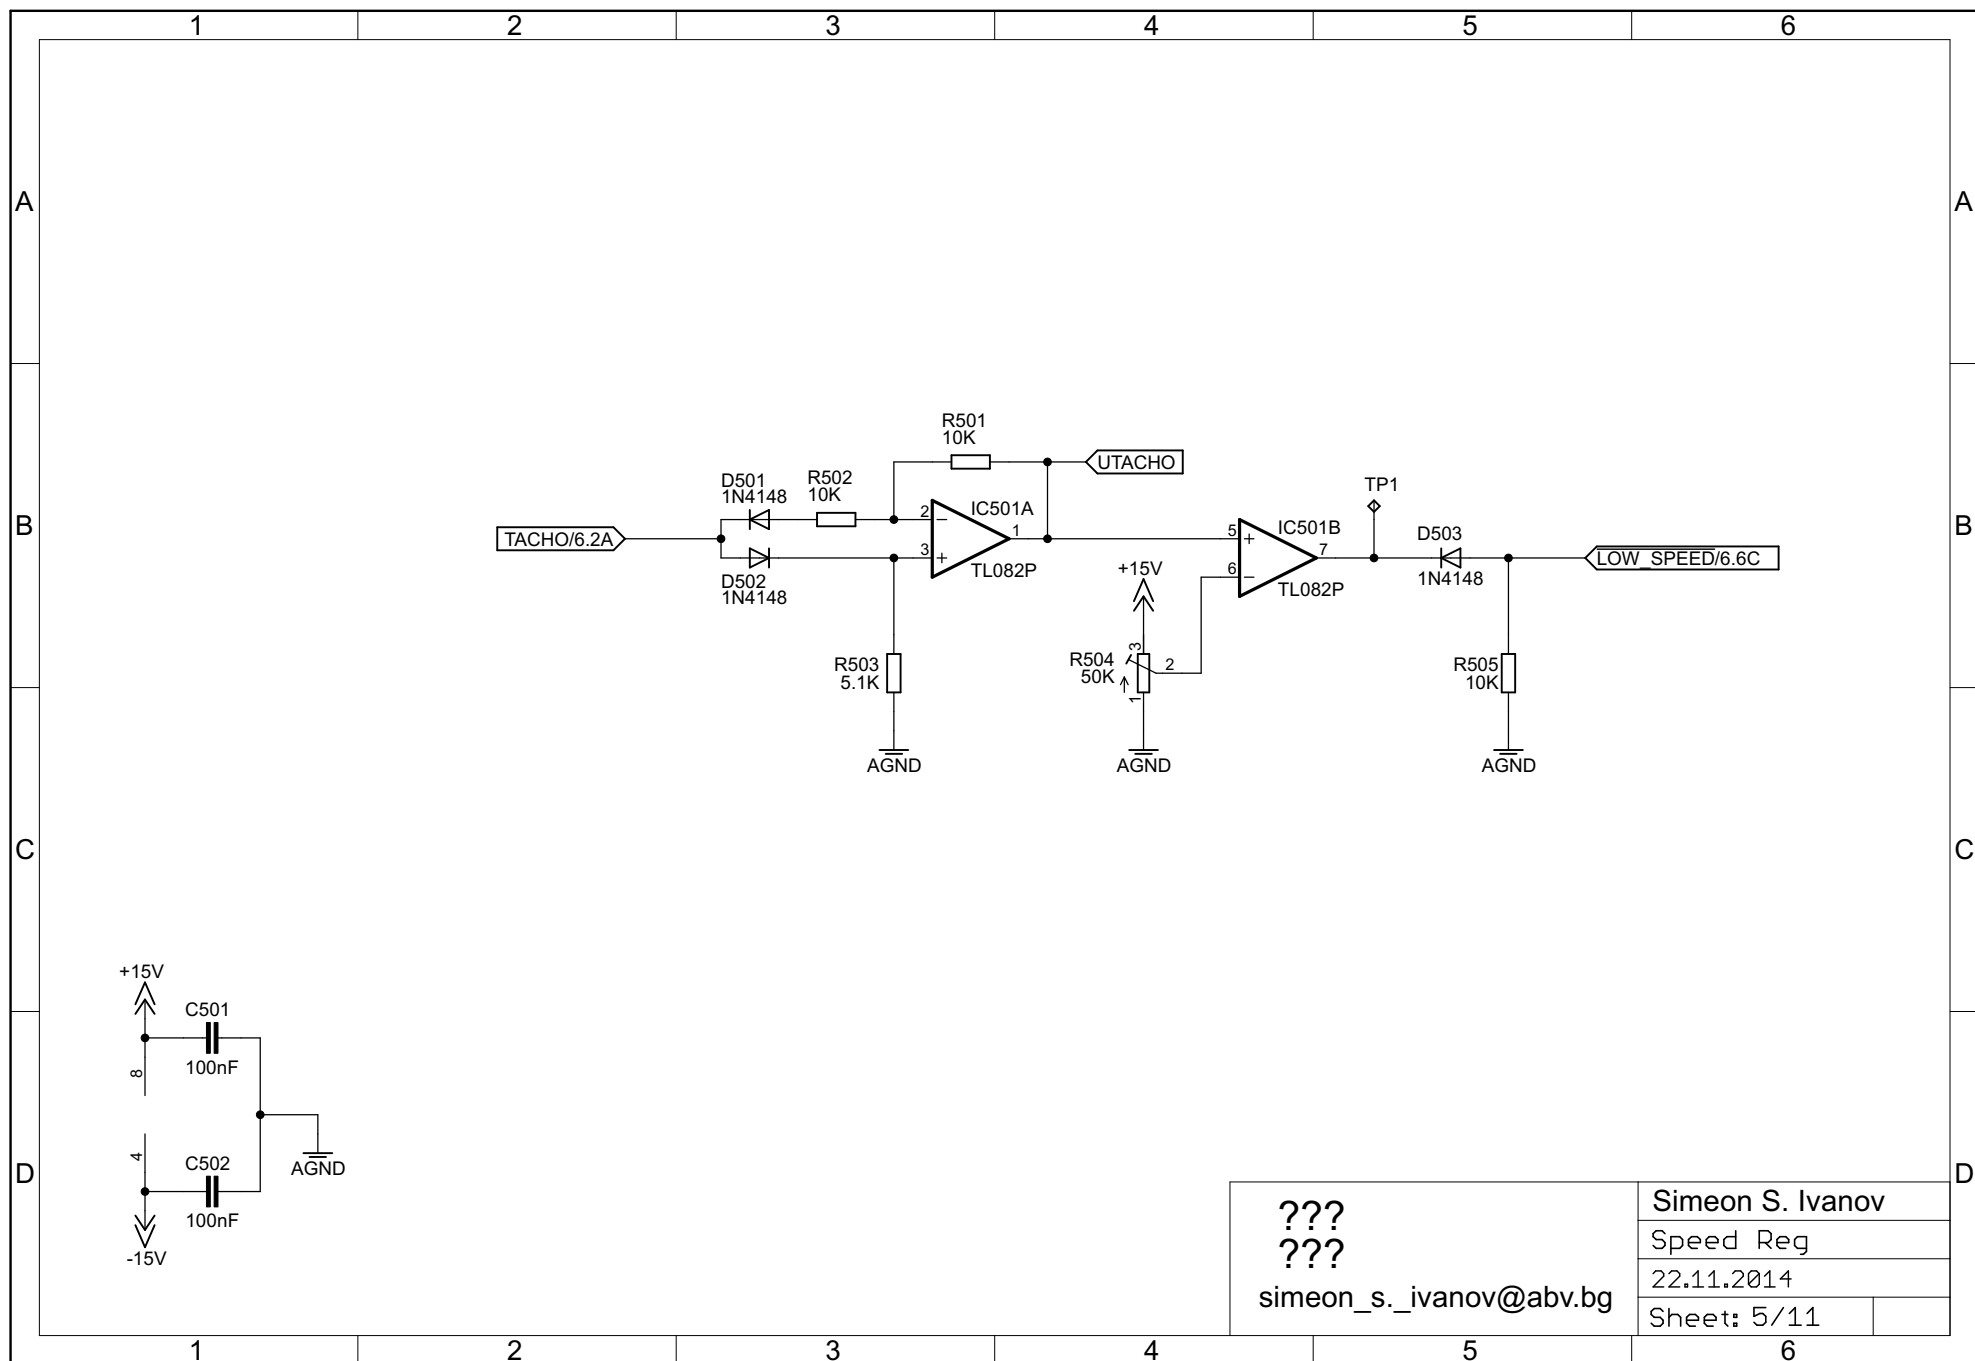 1 2 3 4 5 6
A A
R501
10K
UTACHO
D501
1N4148
R502
10K
TP1
B B
2
−
IC501A
1
5
+
IC501B
7
D503
TACHO/6.2A
3
+
TL082P
+15V
6
−
TL082P
1N4148
LOW_SPEED/6.6C
D502
1N4148
R503
5.1K
R504
50K
3
2
1
R505
10K
AGND
AGND
AGND
C C
+15V
C501
100nF
8
4
C502
100nF
AGND
-15V
D D
???
???
simeon_s._ivanov@abv.bg
Simeon S. Ivanov
Speed Reg
22.11.2014
Sheet: 5/11
1 2 3 4 5 6